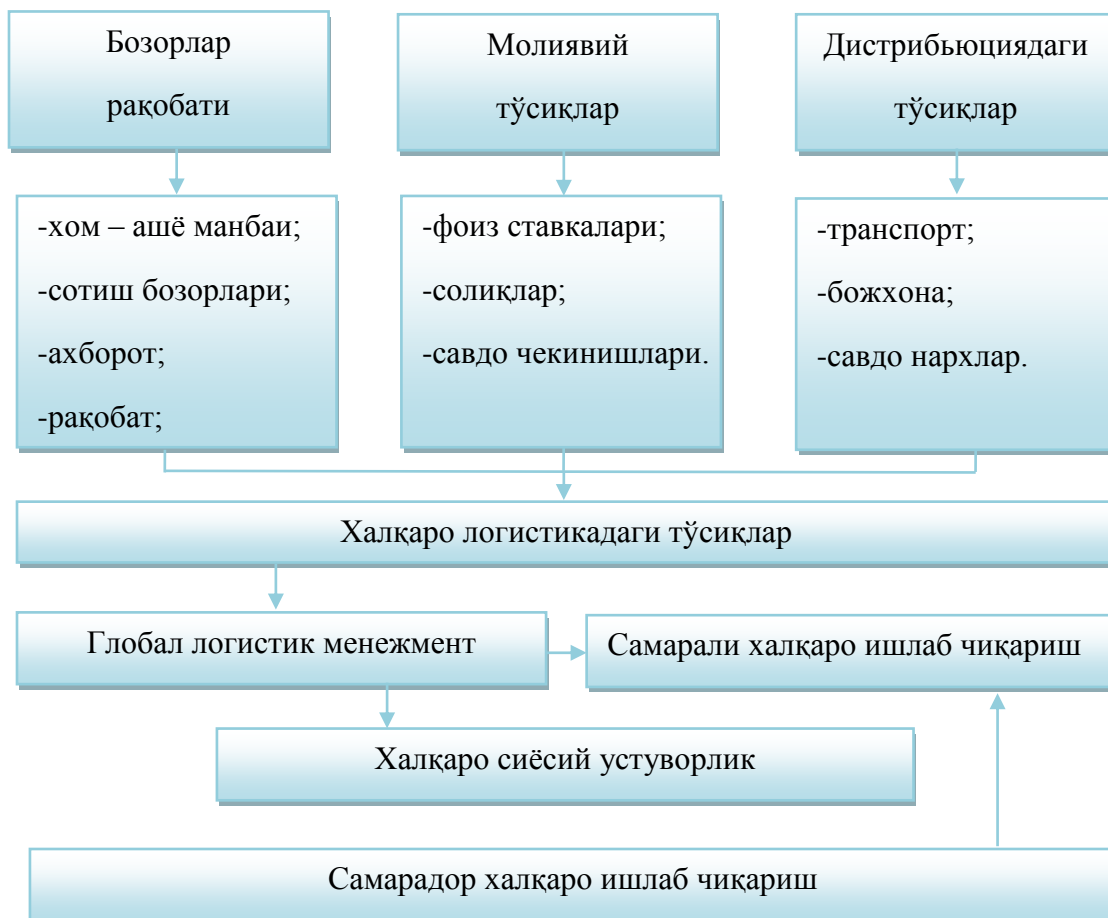 Бозорлар
рақобати
Молиявий
тўсиқлар
Дистрибьюциядаги
тўсиқлар
-хом – ашё манбаи;
-сотиш бозорлари;
-ахборот;
-рақобат;
-фоиз ставкалари;
-солиқлар;
-савдо чекинишлари.
-транспорт;
-божхона;
-савдо нархлар.
Халқаро логистикадаги тўсиқлар
Глобал логистик менежмент
Самарали халқаро ишлаб чиқариш
Халқаро сиёсий устуворлик
Самарадор халқаро ишлаб чиқариш